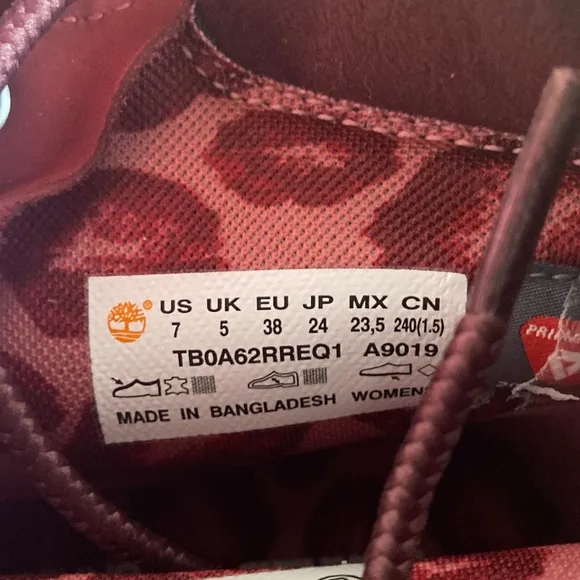 US UK EU JP MX CN
7 5 38 24 23,5 240(1.5)
TB0A62RREQ1 A9019
MADE IN BANGLADESH WOMEN